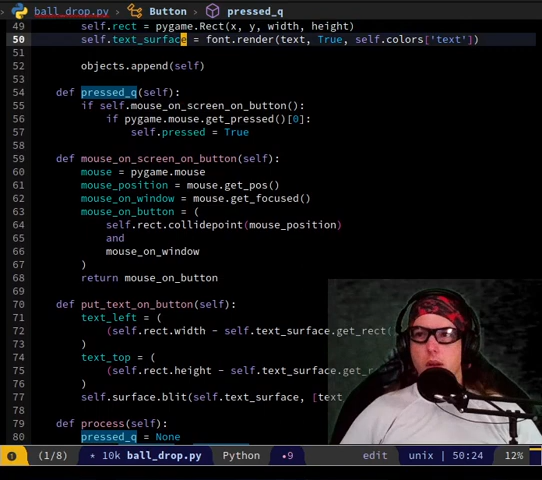 ball_drop.py › Button › pressed_q
49 self.rect = pygame.Rect(x, y, width, height)
50 self.text_surface = font.render(text, True, self.colors['text'])
51
52 objects.append(self)
53
54 def pressed_q(self):
55 if self.mouse_on_screen_on_button():
56 if pygame.mouse.get_pressed()[0]:
57 self.pressed = True
58
59 def mouse_on_screen_on_button(self):
60 mouse = pygame.mouse
61 mouse_position = mouse.get_pos()
62 mouse_on_window = mouse.get_focused()
63 mouse_on_button = (
64 self.rect.collidepoint(mouse_position)
65 and
66 mouse_on_window
67 )
68 return mouse_on_button
69
70 def put_text_on_button(self):
71 text_left = (
72 (self.rect.width - self.text_surface.get_rect(
73 )
74 text_top = (
75 (self.rect.height - self.text_surface.get_r
76 )
77 self.surface.blit(self.text_surface, [text
78
79 def process(self):
80 pressed_q = None
(1/8) * 10k ball_drop.py Python •9 edit unix | 50:24 12%